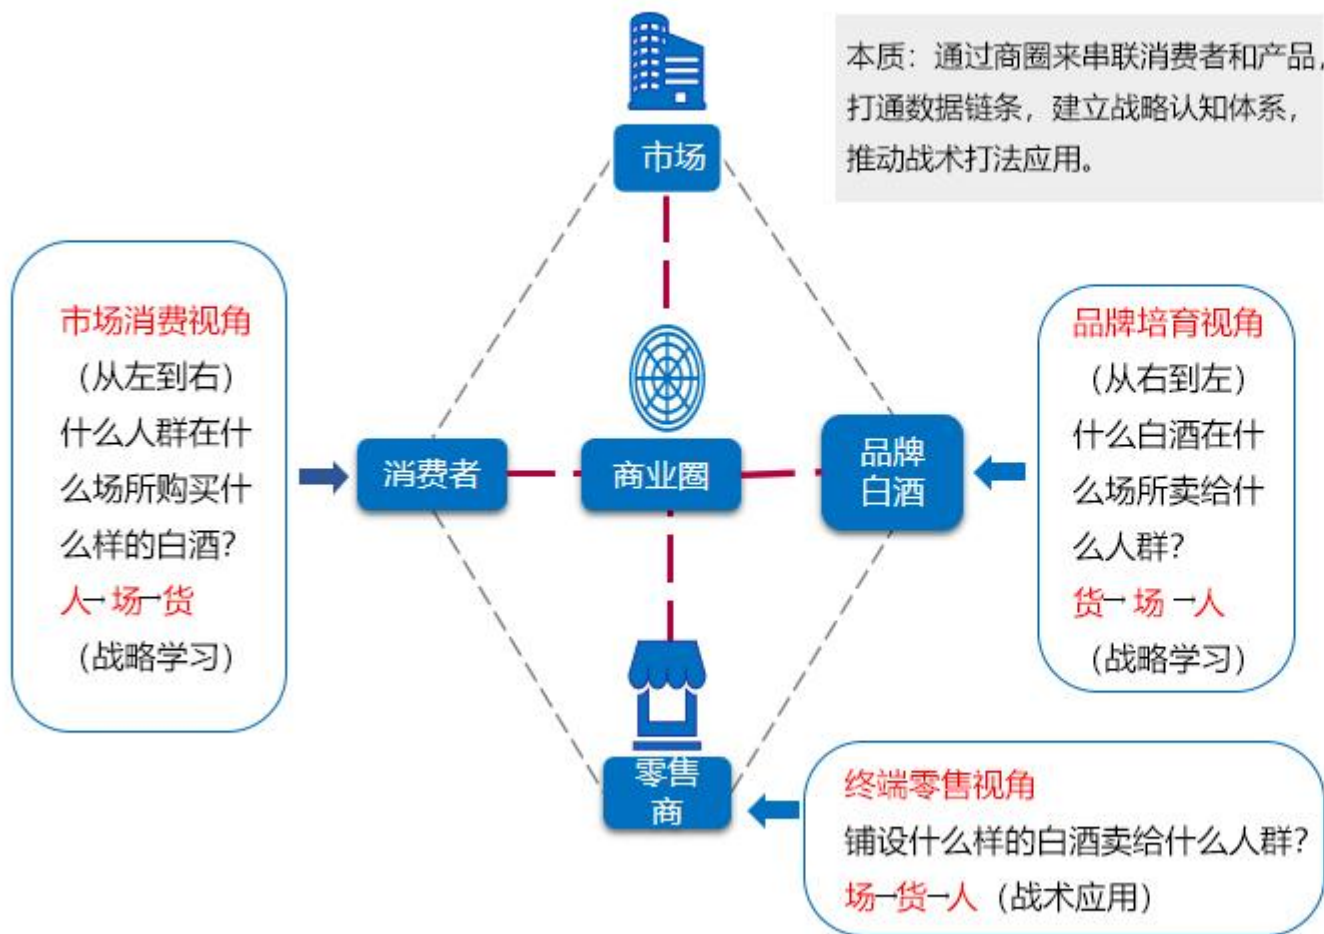 市场
本质：通过商圈来串联消费者和产品，
打通数据链条，建立战略认知体系，
推动战术打法应用。
市场消费视角
（从左到右）
什么人群在什
么场所购买什
么样的白酒？
人→场→货
（战略学习）
消费者
商业圈
品牌
白酒
品牌培育视角
（从右到左）
什么白酒在什
么场所卖给什
么人群？
货→场→人
（战略学习）
零售
商
终端零售视角
铺设什么样的白酒卖给什么人群？
场→货→人（战术应用）